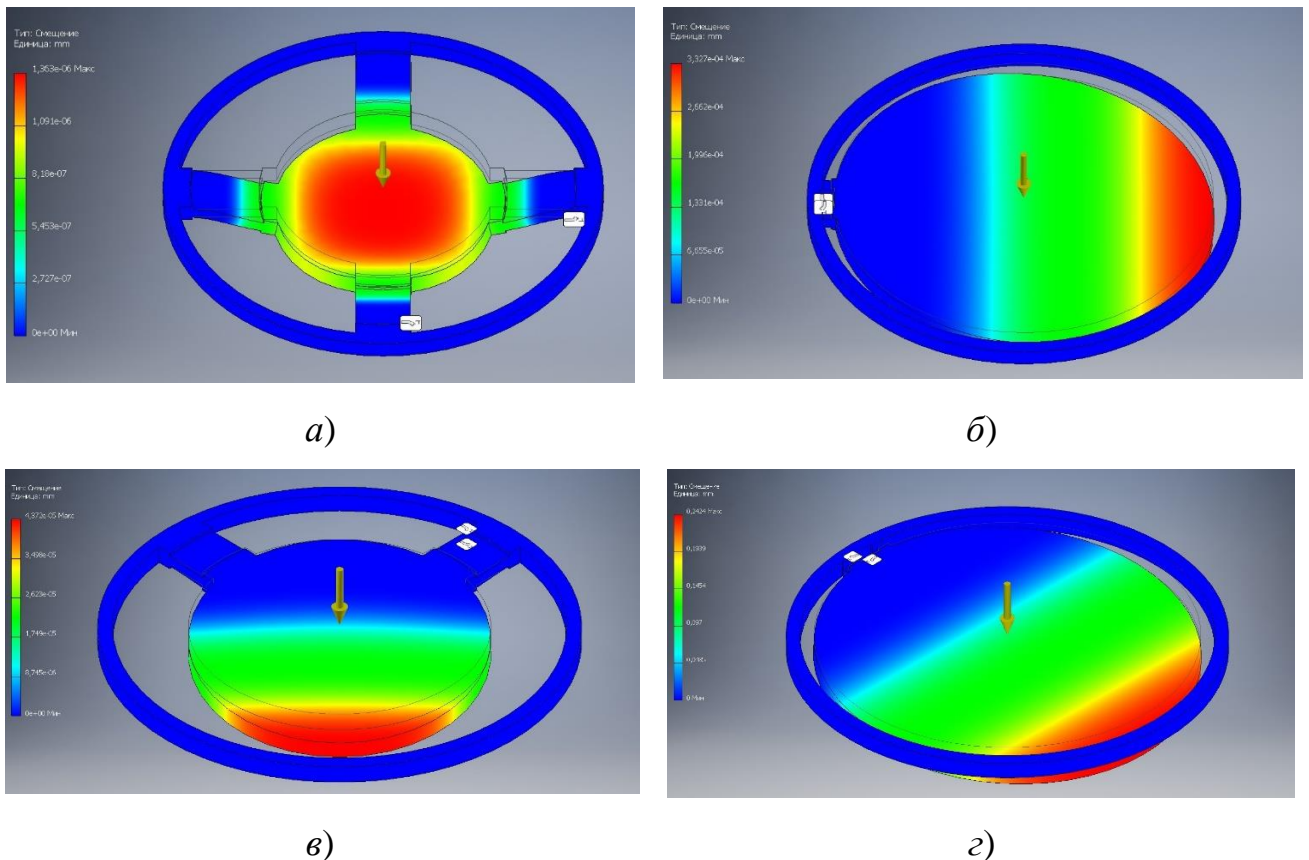 Тип: Смещение
Единица: mm
1,363e-06 Макс
1,091e-06
8,18e-07
5,453e-07
2,727e-07
0e+00 Мин
Тип: Смещение
Единица: mm
3,327e-04 Макс
2,662e-04
1,996e-04
1,331e-04
6,655e-05
0e+00 Мин
а)
б)
Тип: Смещение
Единица: mm
4,372e-05 Макс
3,498e-05
2,623e-05
1,749e-05
8,745e-06
0e+00 Мин
Тип: Смещение
Единица: mm
0,2424 Макс
0,1939
0,1454
0,097
0 Мин
в)
г)